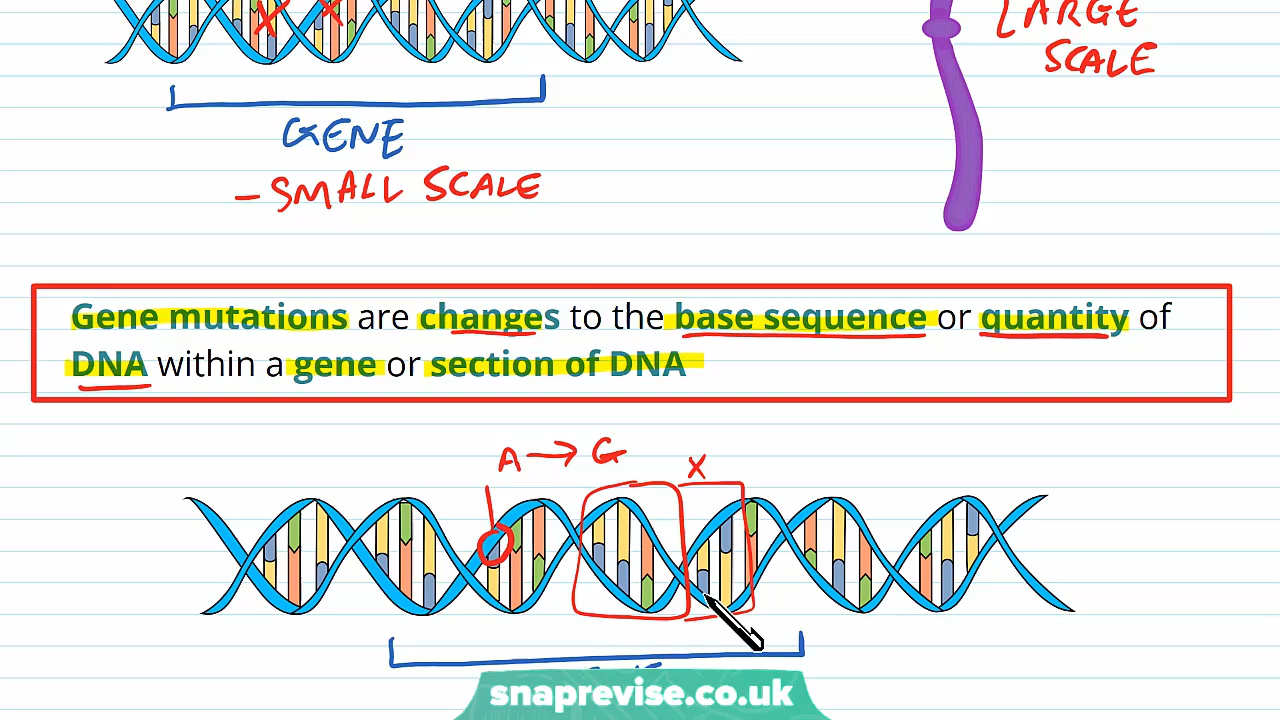 LARGE
SCALE
GENE
- SMALL SCALE
Gene mutations are changes to the base sequence or quantity of
DNA within a gene or section of DNA
A → G
X
snaprevise.co.uk